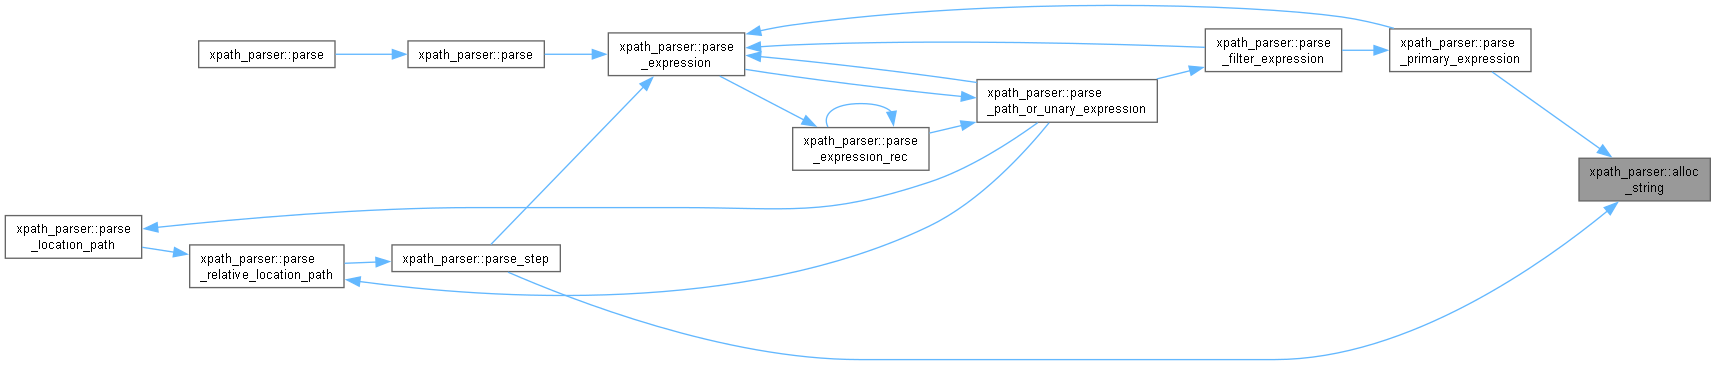 xpath_parser::parse
xpath_parser::parse
xpath_parser::parse
_expression
xpath_parser::parse
_filter_expression
xpath_parser::parse
_primary_expression
xpath_parser::parse
_path_or_unary_expression
xpath_parser::parse
_expression_rec
xpath_parser::alloc
_string
xpath_parser::parse
_location_path
xpath_parser::parse
_relative_location_path
xpath_parser::parse_step